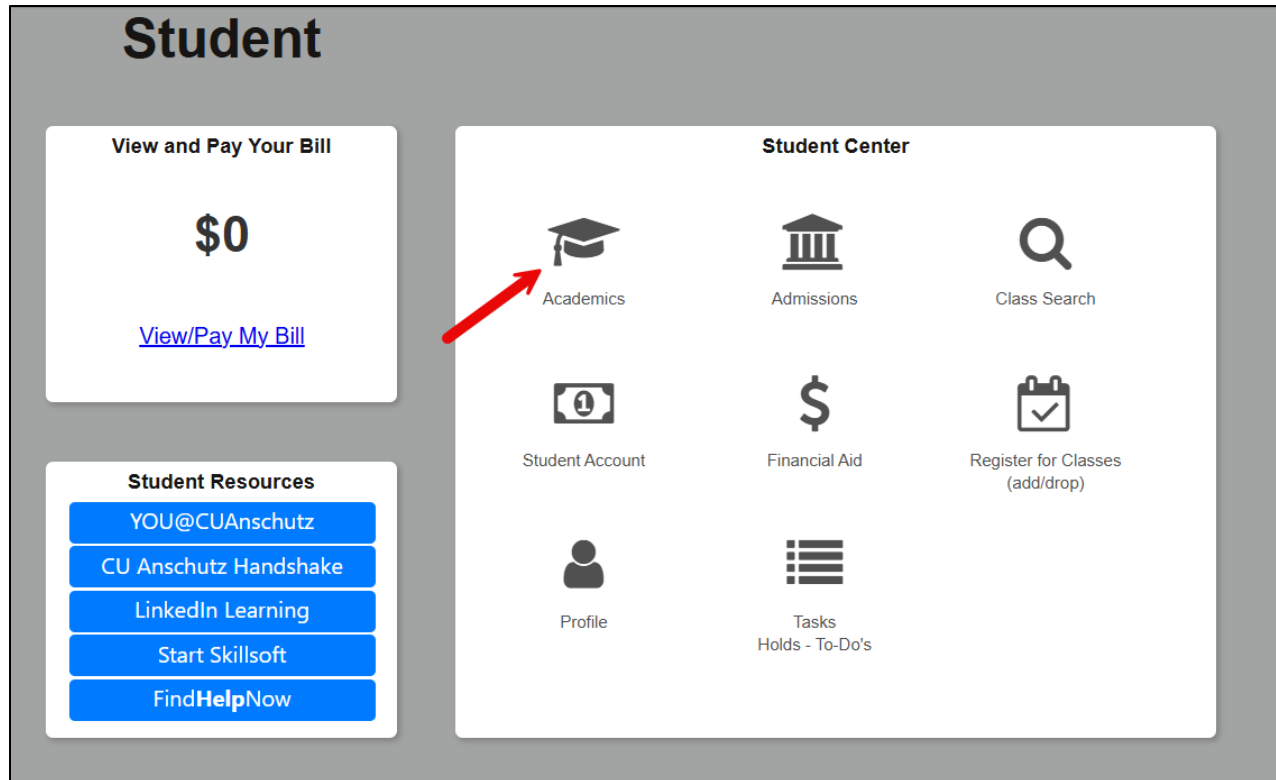 Student
View and Pay Your Bill
$0
View/Pay My Bill
Student Resources
YOU@CUAnschutz
CU Anschutz Handshake
LinkedIn Learning
Start Skillsoft
FindHelpNow
Student Center
Academics
Admissions
Class Search
1
Student Account
$
Financial Aid
Register for Classes
(add/drop)
Profile
Tasks
Holds - To-Do's